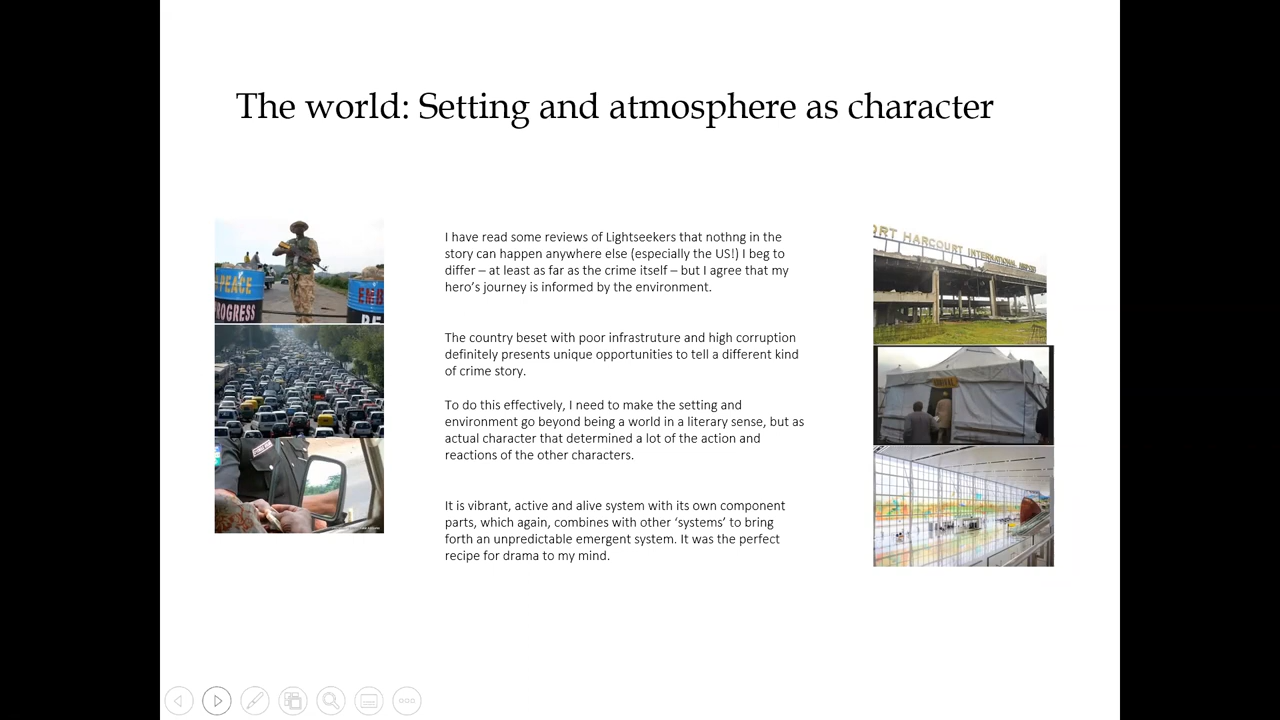 The world: Setting and atmosphere as character
PEACE
PROGRESS
EMB
RE
I have read some reviews of Lightseekers that nothng in the
story can happen anywhere else (especially the US!) I beg to
differ – at least as far as the crime itself – but I agree that my
hero's journey is informed by the environment.
The country beset with poor infrastruture and high corruption
definitely presents unique opportunities to tell a different kind
of crime story.
To do this effectively, I need to make the setting and
environment go beyond being a world in a literary sense, but as
actual character that determined a lot of the action and
reactions of the other characters.
It is vibrant, active and alive system with its own component
parts, which again, combines with other ‘systems’ to bring
forth an unpredictable emergent system. It was the perfect
recipe for drama to my mind.
ORT HARCOURT INTERNATIONAL